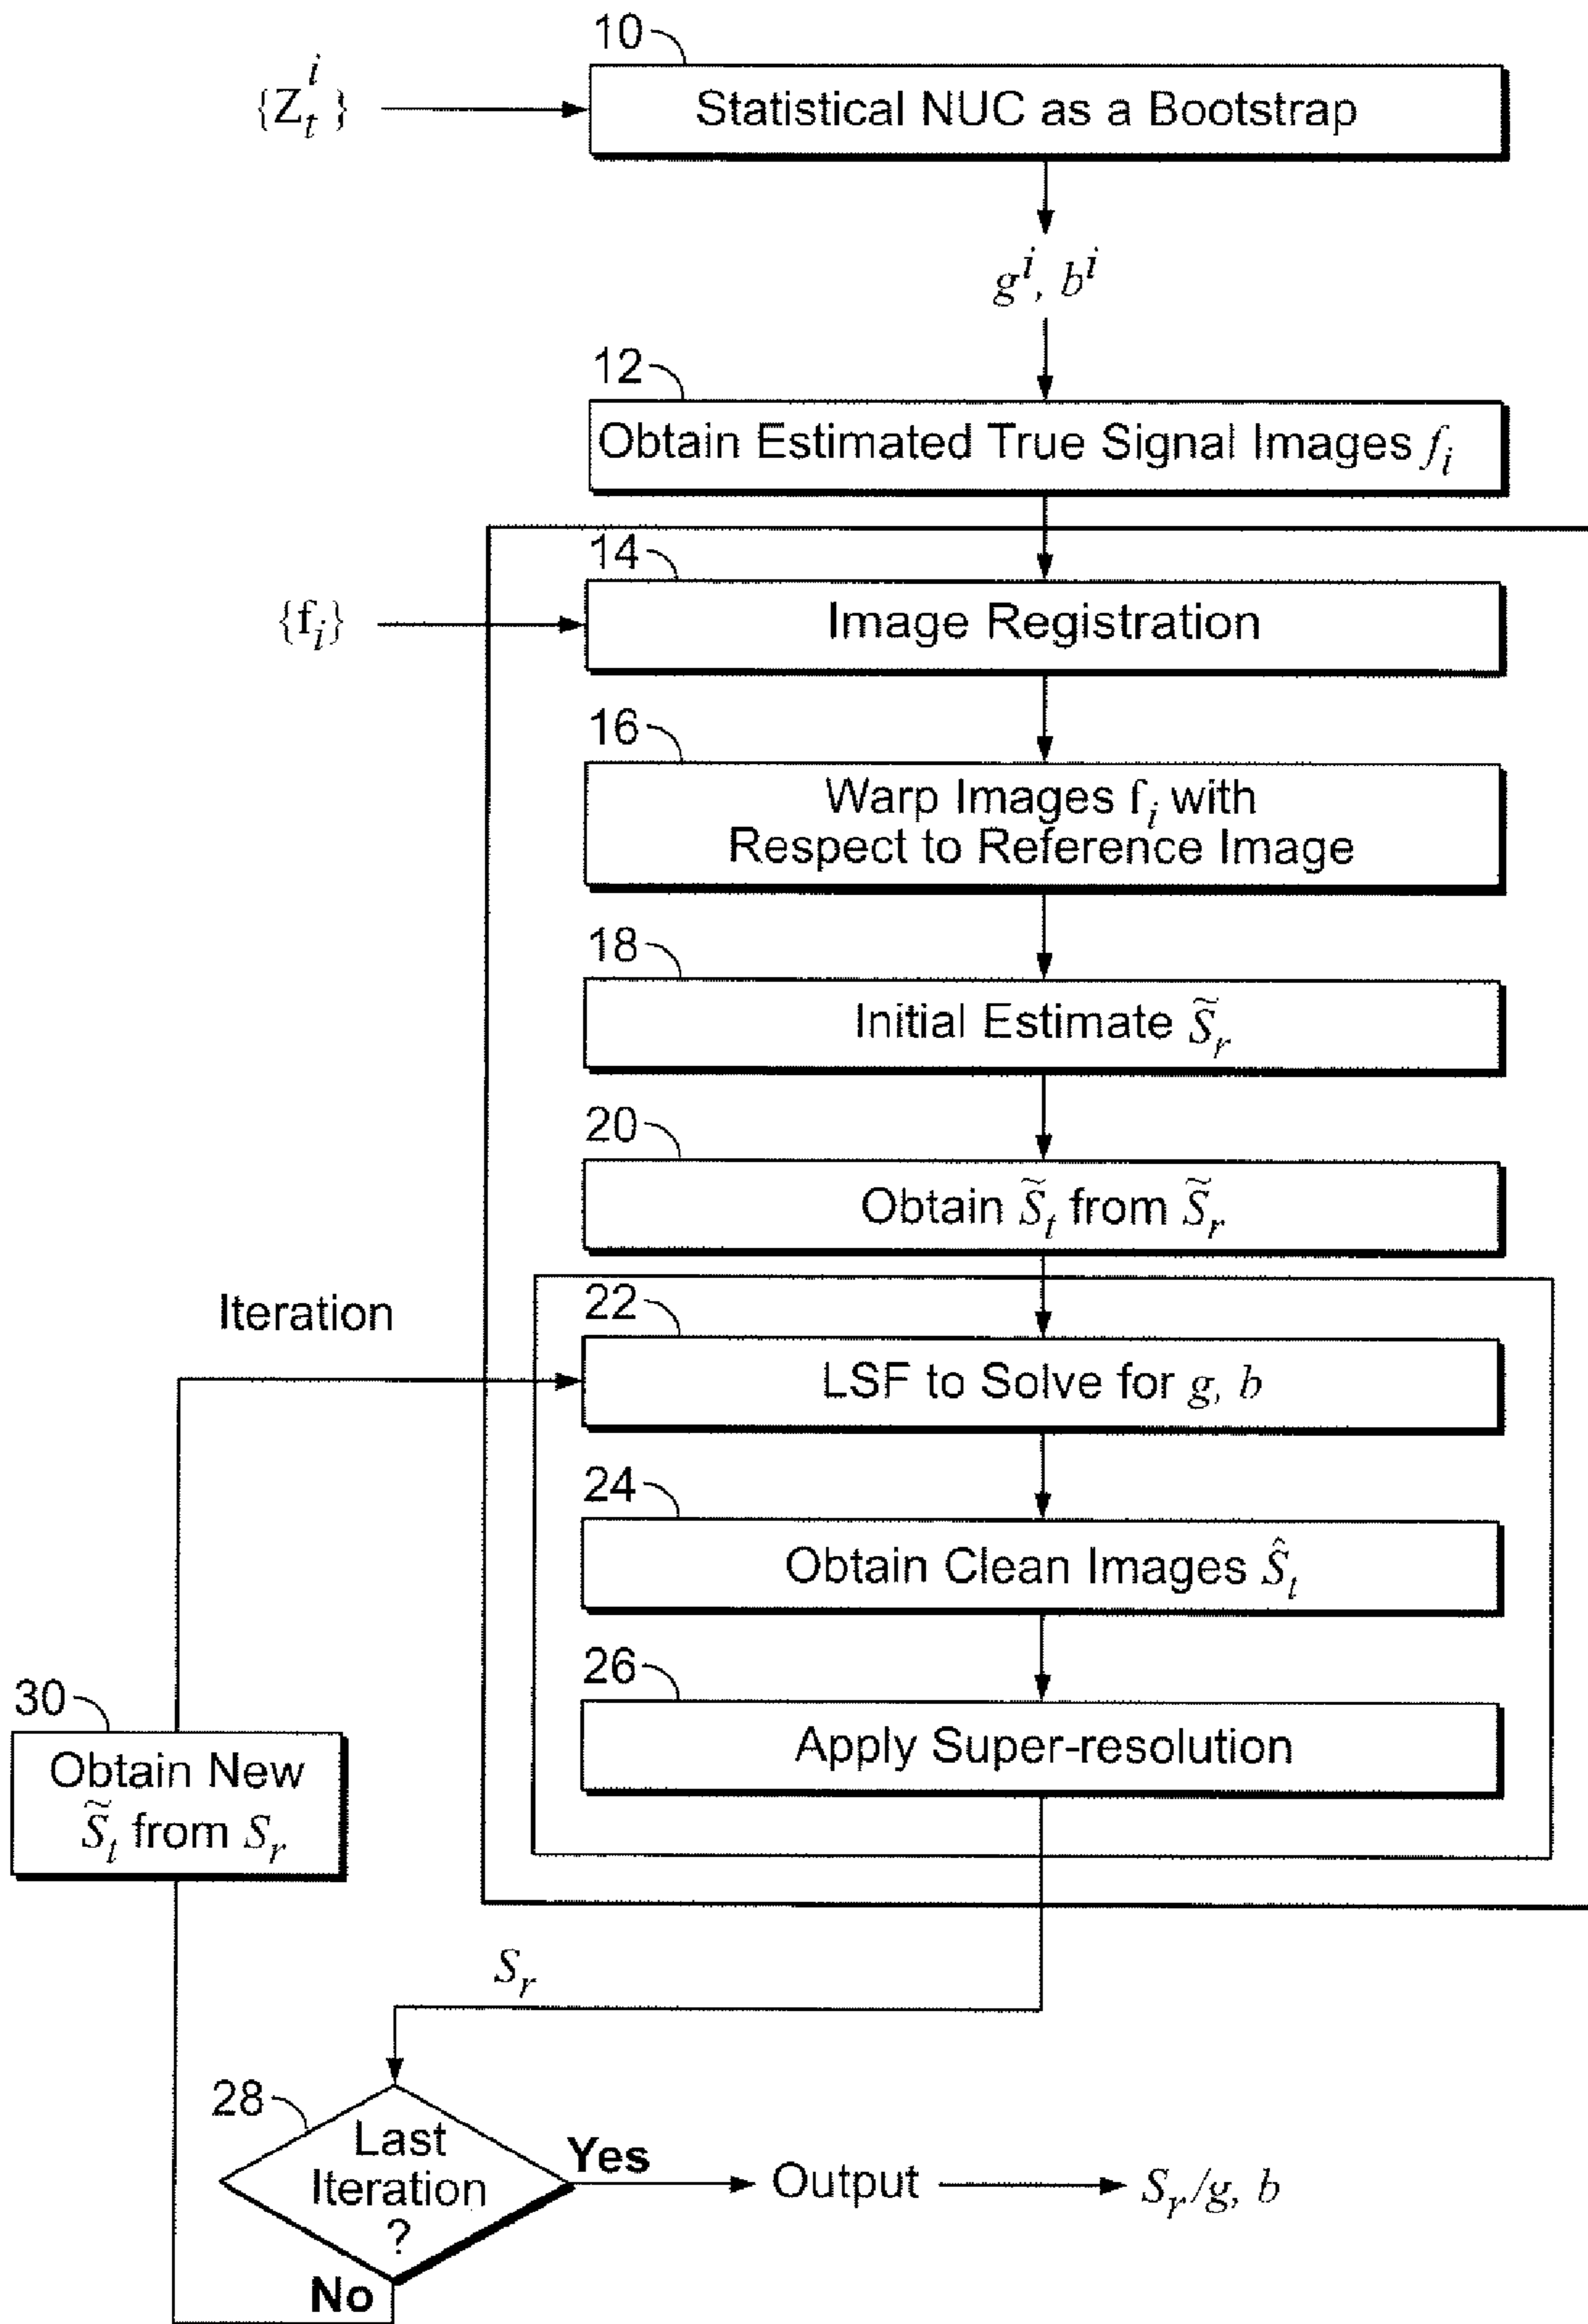 10
{Z_t^i}
Statistical NUC as a Bootstrap
g^i, b^i
12
Obtain Estimated True Signal Images f_i
14
{f_i}
Image Registration
16
Warp Images f_i with
Respect to Reference Image
18
Initial Estimate S̃_r
20
Obtain S̃_t from S̃_r
Iteration
22
LSF to Solve for g, b
24
Obtain Clean Images Ŝ_t
26
Apply Super-resolution
30
Obtain New
S̃_t from S_r
S_r
28
Last
Iteration
?
Yes
Output
S_r/g, b
No